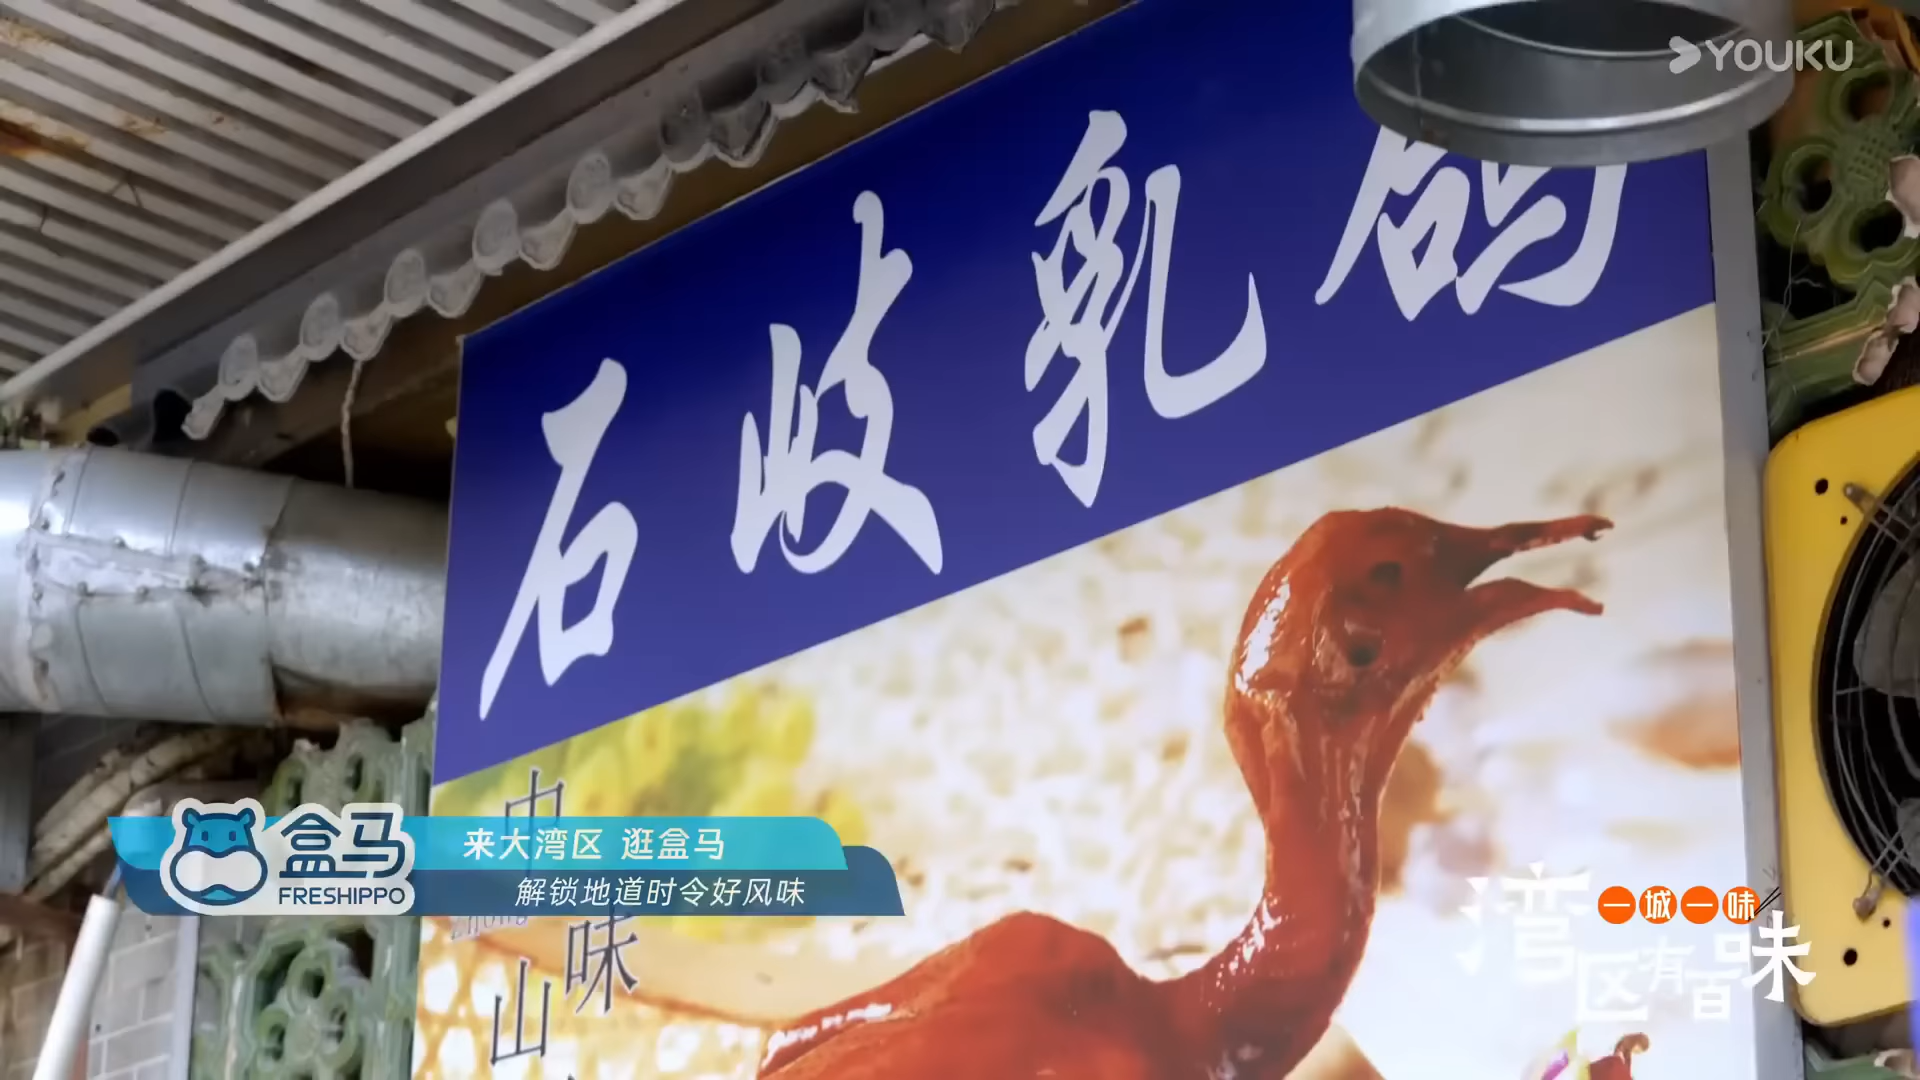 YOUKU
石岐乳鸽
中山
味
盒马
FRESHIPPO
来大湾区 逛盒马
解锁地道时令好风味
一城一味
湾区有百味